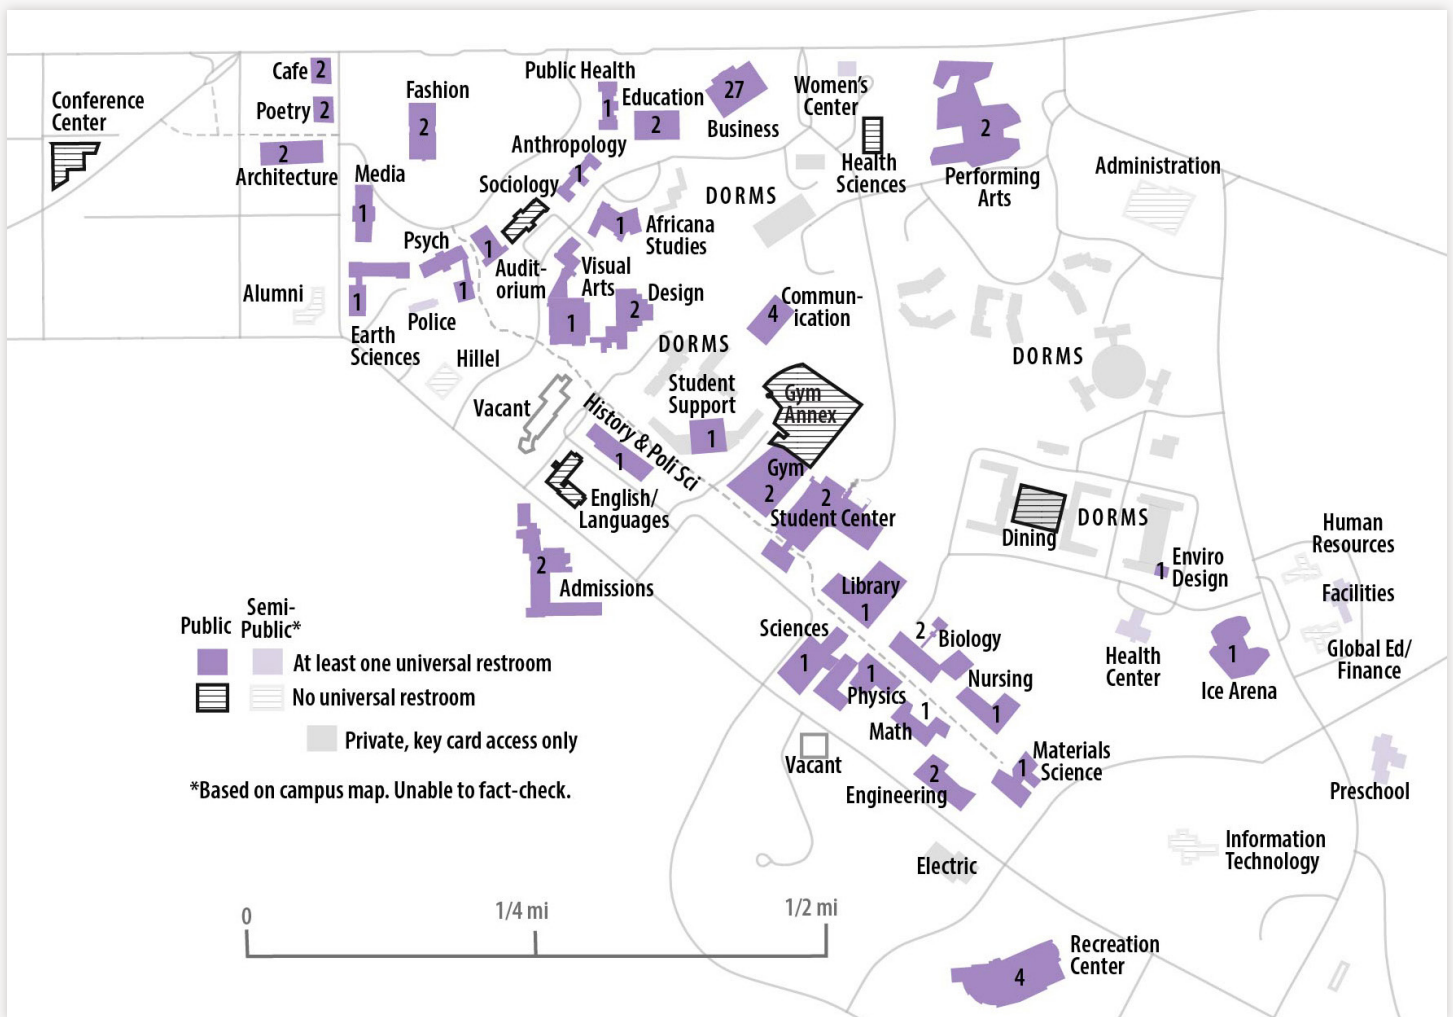 Cafe 2
Poetry 2
2
Architecture
Conference
Center
Fashion
2
Media
1
Public Health
1
Education
2
27
Business
Anthropology
1
Sociology
Women's
Center
Health
Sciences
2
Performing
Arts
Administration
DORMS
1
Africana
Studies
Psych
1
1
Audit-
orium
Visual
Arts
1
Design
2
Commun-
ication
4
Alumni
1
Earth
Sciences
Police
Hillel
DORMS
DORMS
Vacant
Student
Support
1
Gym
Annex
History & Poli Sci
1
Gym
2
2
Student Center
English/
Languages
Dining
DORMS
Human
Resources
1
Enviro
Design
Facilities
2
Admissions
Library
1
Semi-
Public Public*
At least one universal restroom
No universal restroom
Private, key card access only
*Based on campus map. Unable to fact-check.
Sciences
1
2
Biology
1
Physics
Nursing
1
1
Math
Health
Center
1
Ice Arena
Global Ed/
Finance
Vacant
2
Engineering
1
Materials
Science
Preschool
Electric
Information
Technology
0
1/4 mi
1/2 mi
Recreation
Center
4